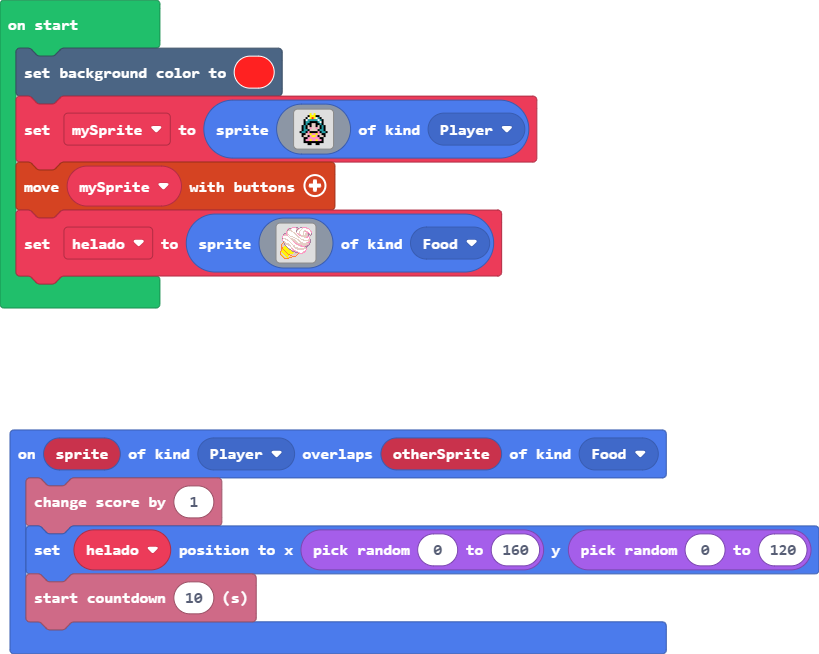 on start
set background color to
set mySprite to sprite of kind Player
move mySprite with buttons
set helado to sprite of kind Food
on sprite of kind Player overlaps otherSprite of kind Food
change score by 1
set helado position to x pick random 0 to 160 y pick random 0 to 120
start countdown 10 (s)